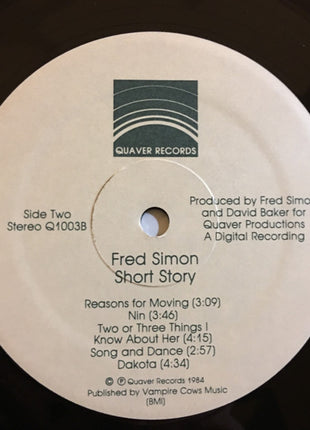 QUAVER RECORDS
Side Two
Stereo Q1003B
Produced by Fred Simo
and David Baker for
Quaver Productions
A Digital Recording
Fred Simon
Short Story
Reasons for Moving (3:09)
Nin (3:46)
Two or Three Things I
Know About Her (4:15)
Song and Dance (2:57)
Dakota (4:34)
© ℗ Quaver Records 1984
Published by Vampire Cows Music
(BMI)